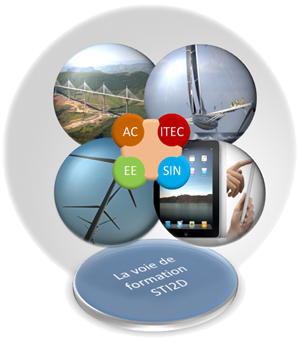 AC
ITEC
EE
SIN
La voie de
formation
STI2D